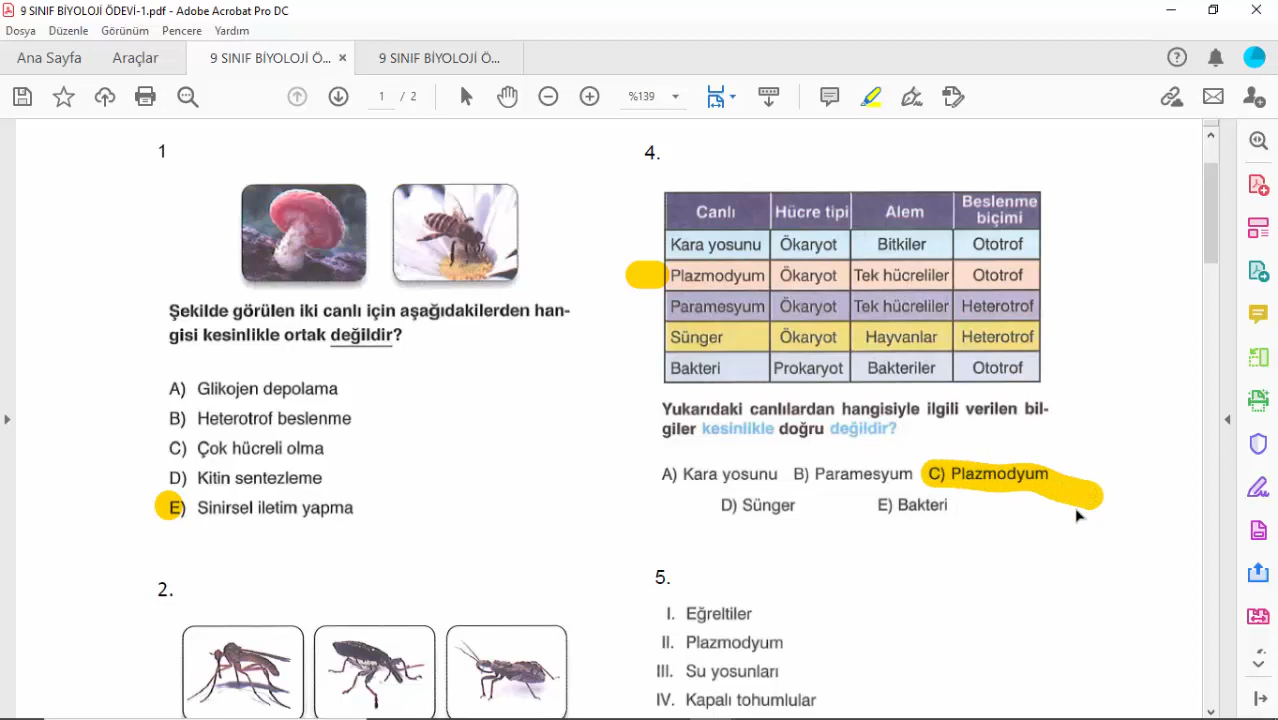 9 SINIF BİYOLOJİ ÖDEVİ-1.pdf - Adobe Acrobat Pro DC
Dosya Düzenle Görünüm Pencere Yardım
Ana Sayfa Araçlar 9 SINIF BİYOLOJİ Ö... × 9 SINIF BİYOLOJİ Ö...
1 / 2 %139
1
Şekilde görülen iki canlı için aşağıdakilerden han-
gisi kesinlikle ortak değildir?
A) Glikojen depolama
B) Heterotrof beslenme
C) Çok hücreli olma
D) Kitin sentezleme
E) Sinirsel iletim yapma
2.
4.
Canlı Hücre tipi Alem Beslenme biçimi
Kara yosunu Ökaryot Bitkiler Ototrof
Plazmodyum Ökaryot Tek hücreliler Ototrof
Paramesyum Ökaryot Tek hücreliler Heterotrof
Sünger Ökaryot Hayvanlar Heterotrof
Bakteri Prokaryot Bakteriler Ototrof
Yukarıdaki canlılardan hangisiyle ilgili verilen bil-
giler kesinlikle doğru değildir?
A) Kara yosunu B) Paramesyum C) Plazmodyum
D) Sünger E) Bakteri
5.
I. Eğreltiler
II. Plazmodyum
III. Su yosunları
IV. Kapalı tohumlular